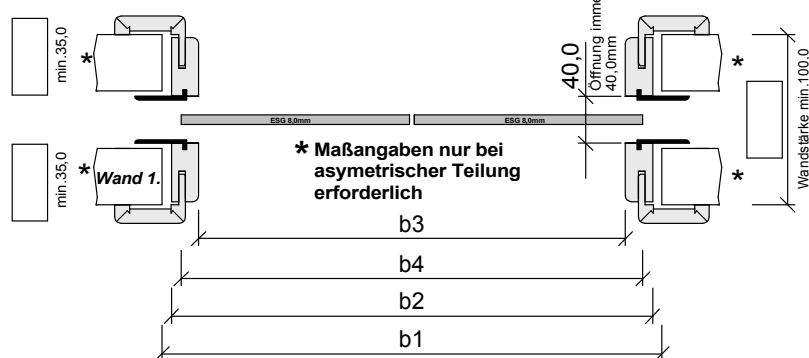 min.35,0
*
40,0
Öffnung imme
40,0mm
*
ESG 8,0mm
ESG 8,0mm
min.35,0
*
Wand 1.
* Maßangaben nur bei
asymetrischer Teilung
erforderlich
*
Wandstärke min.100.0
b3
b4
b2
b1